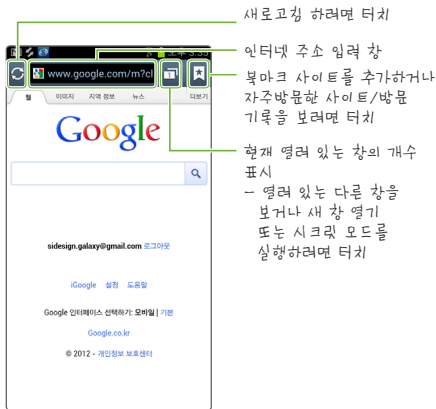 새로고침 하려면 터치
인터넷 주소 입력 창
북마크 사이트를 추가하거나
자주방문한 사이트/방문
기록을 보려면 터치
현재 열려 있는 창의 개수
표시
- 열려 있는 다른 창을
보거나 새 창 열기
또는 시크릿 모드를
실행하려면 터치
www.google.com/m?cl
1
웹 이미지 지역 정보 뉴스 더보기
Google
sidesign.galaxy@gmail.com 로그아웃
iGoogle 설정 도움말
Google 인터페이스 선택하기: 모바일 | 기본
Google.co.kr
© 2012 - 개인정보 보호센터